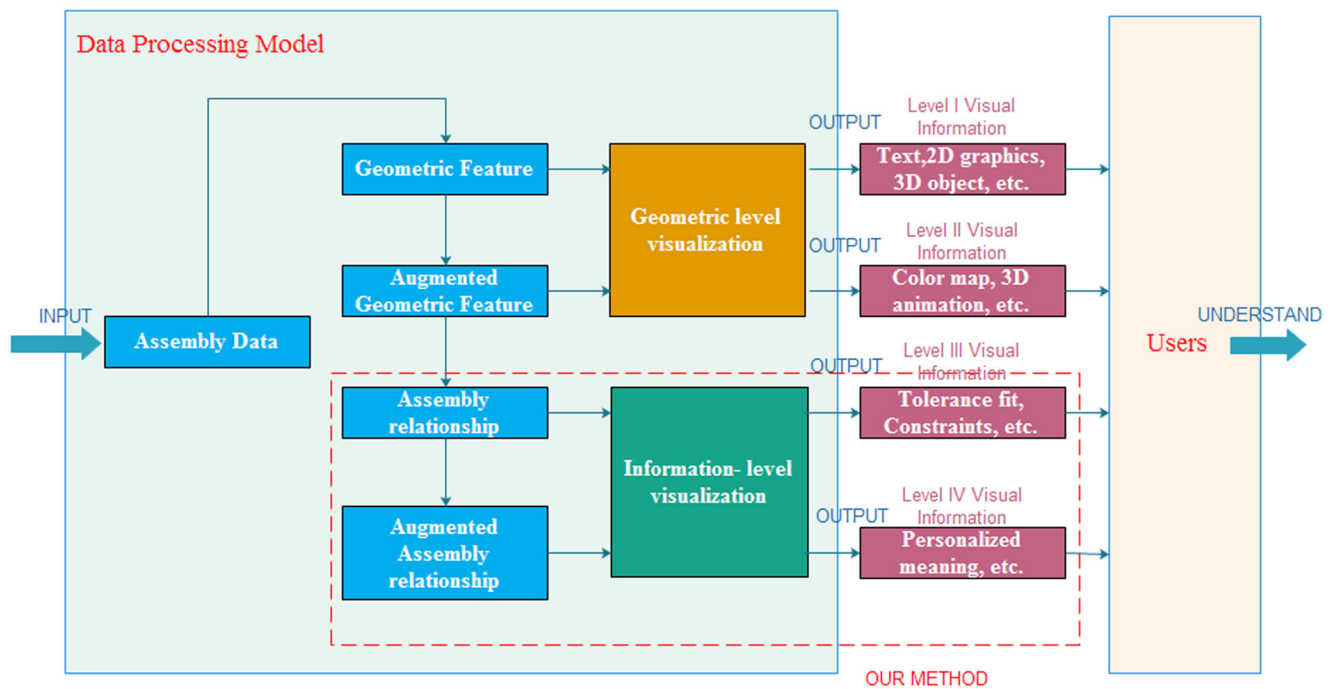 Data Processing Model
INPUT
Assembly Data
Geometric Feature
Augmented
Geometric Feature
Assembly
relationship
Augmented
Assembly
relationship
Geometric level
visualization
Information- level
visualization
OUTPUT
Level I Visual
Information
Text,2D graphics,
3D object, etc.
OUTPUT
Level II Visual
Information
Color map, 3D
animation, etc.
OUTPUT
Level III Visual
Information
Tolerance fit,
Constraints, etc.
OUTPUT
Level IV Visual
Information
Personalized
meaning, etc.
OUR METHOD
Users
UNDERSTAND